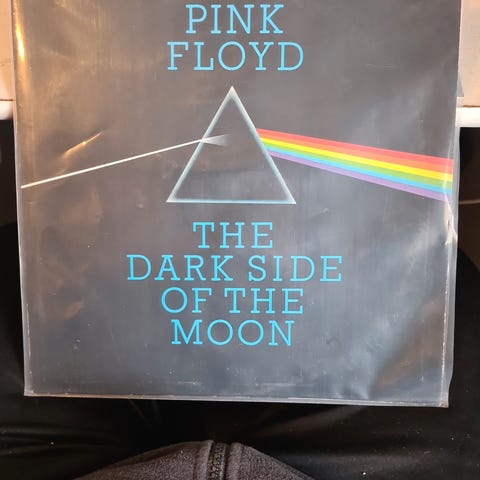 PINK
FLOYD
THE
DARK SIDE
OF THE
MOON